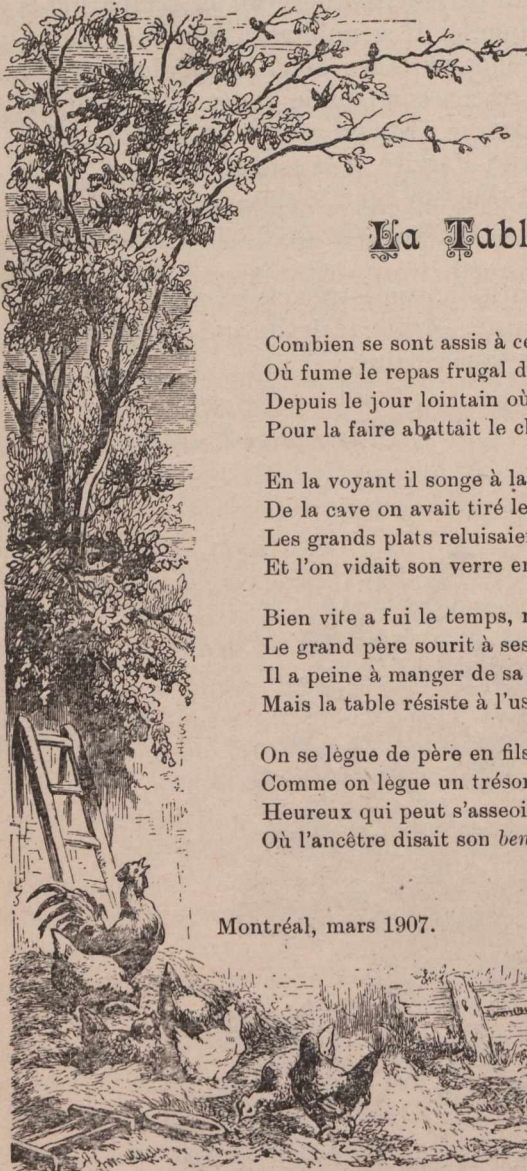 La Tabl
Combien se sont assis à c
Où fume le repas frugal d
Depuis le jour lointain où
Pour la faire abattait le c
En la voyant il songe à la
De la cave on avait tiré le
Les grands plats reluisaie
Et l'on vidait son verre e
Bien vite a fui le temps,
Le grand père sourit à ses
Il a peine à manger de sa
Mais la table résiste à l'us
On se lègue de père en fils
Comme on lègue un trésor
Heureux qui peut s'asseoi
Où l'ancêtre disait son ben
Montréal, mars 1907.